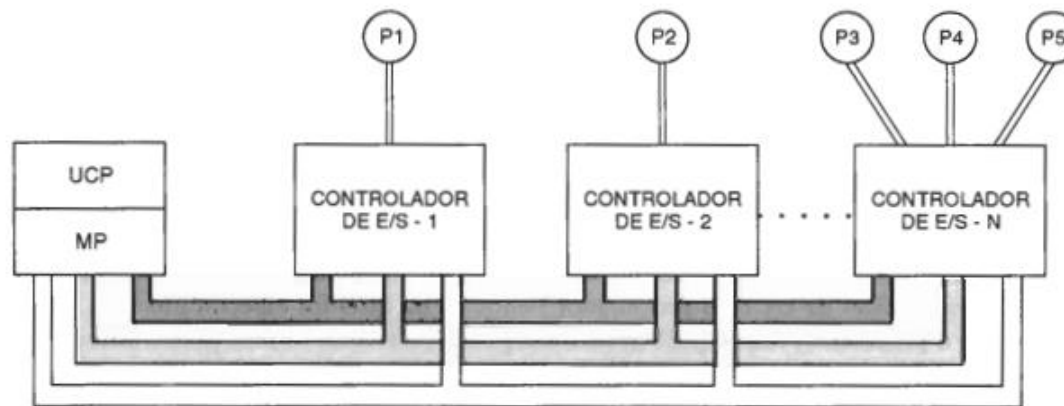 P1
P2
P3
P4
P5
UCP
MP
CONTROLADOR
DE E/S - 1
CONTROLADOR
DE E/S - 2
CONTROLADOR
DE E/S - N